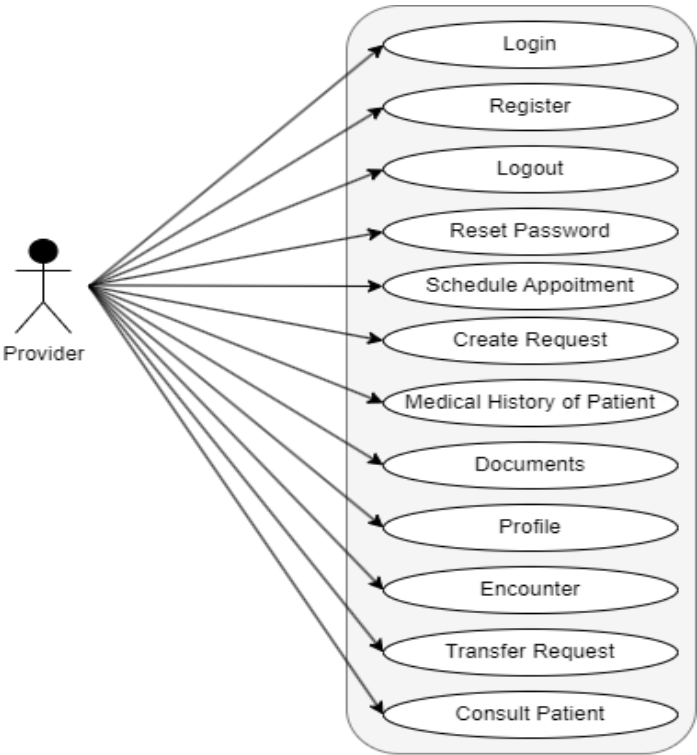 Login
Register
Logout
Reset Password
Schedule Appoitment
Create Request
Provider
Medical History of Patient
Documents
Profile
Encounter
Transfer Request
Consult Patient